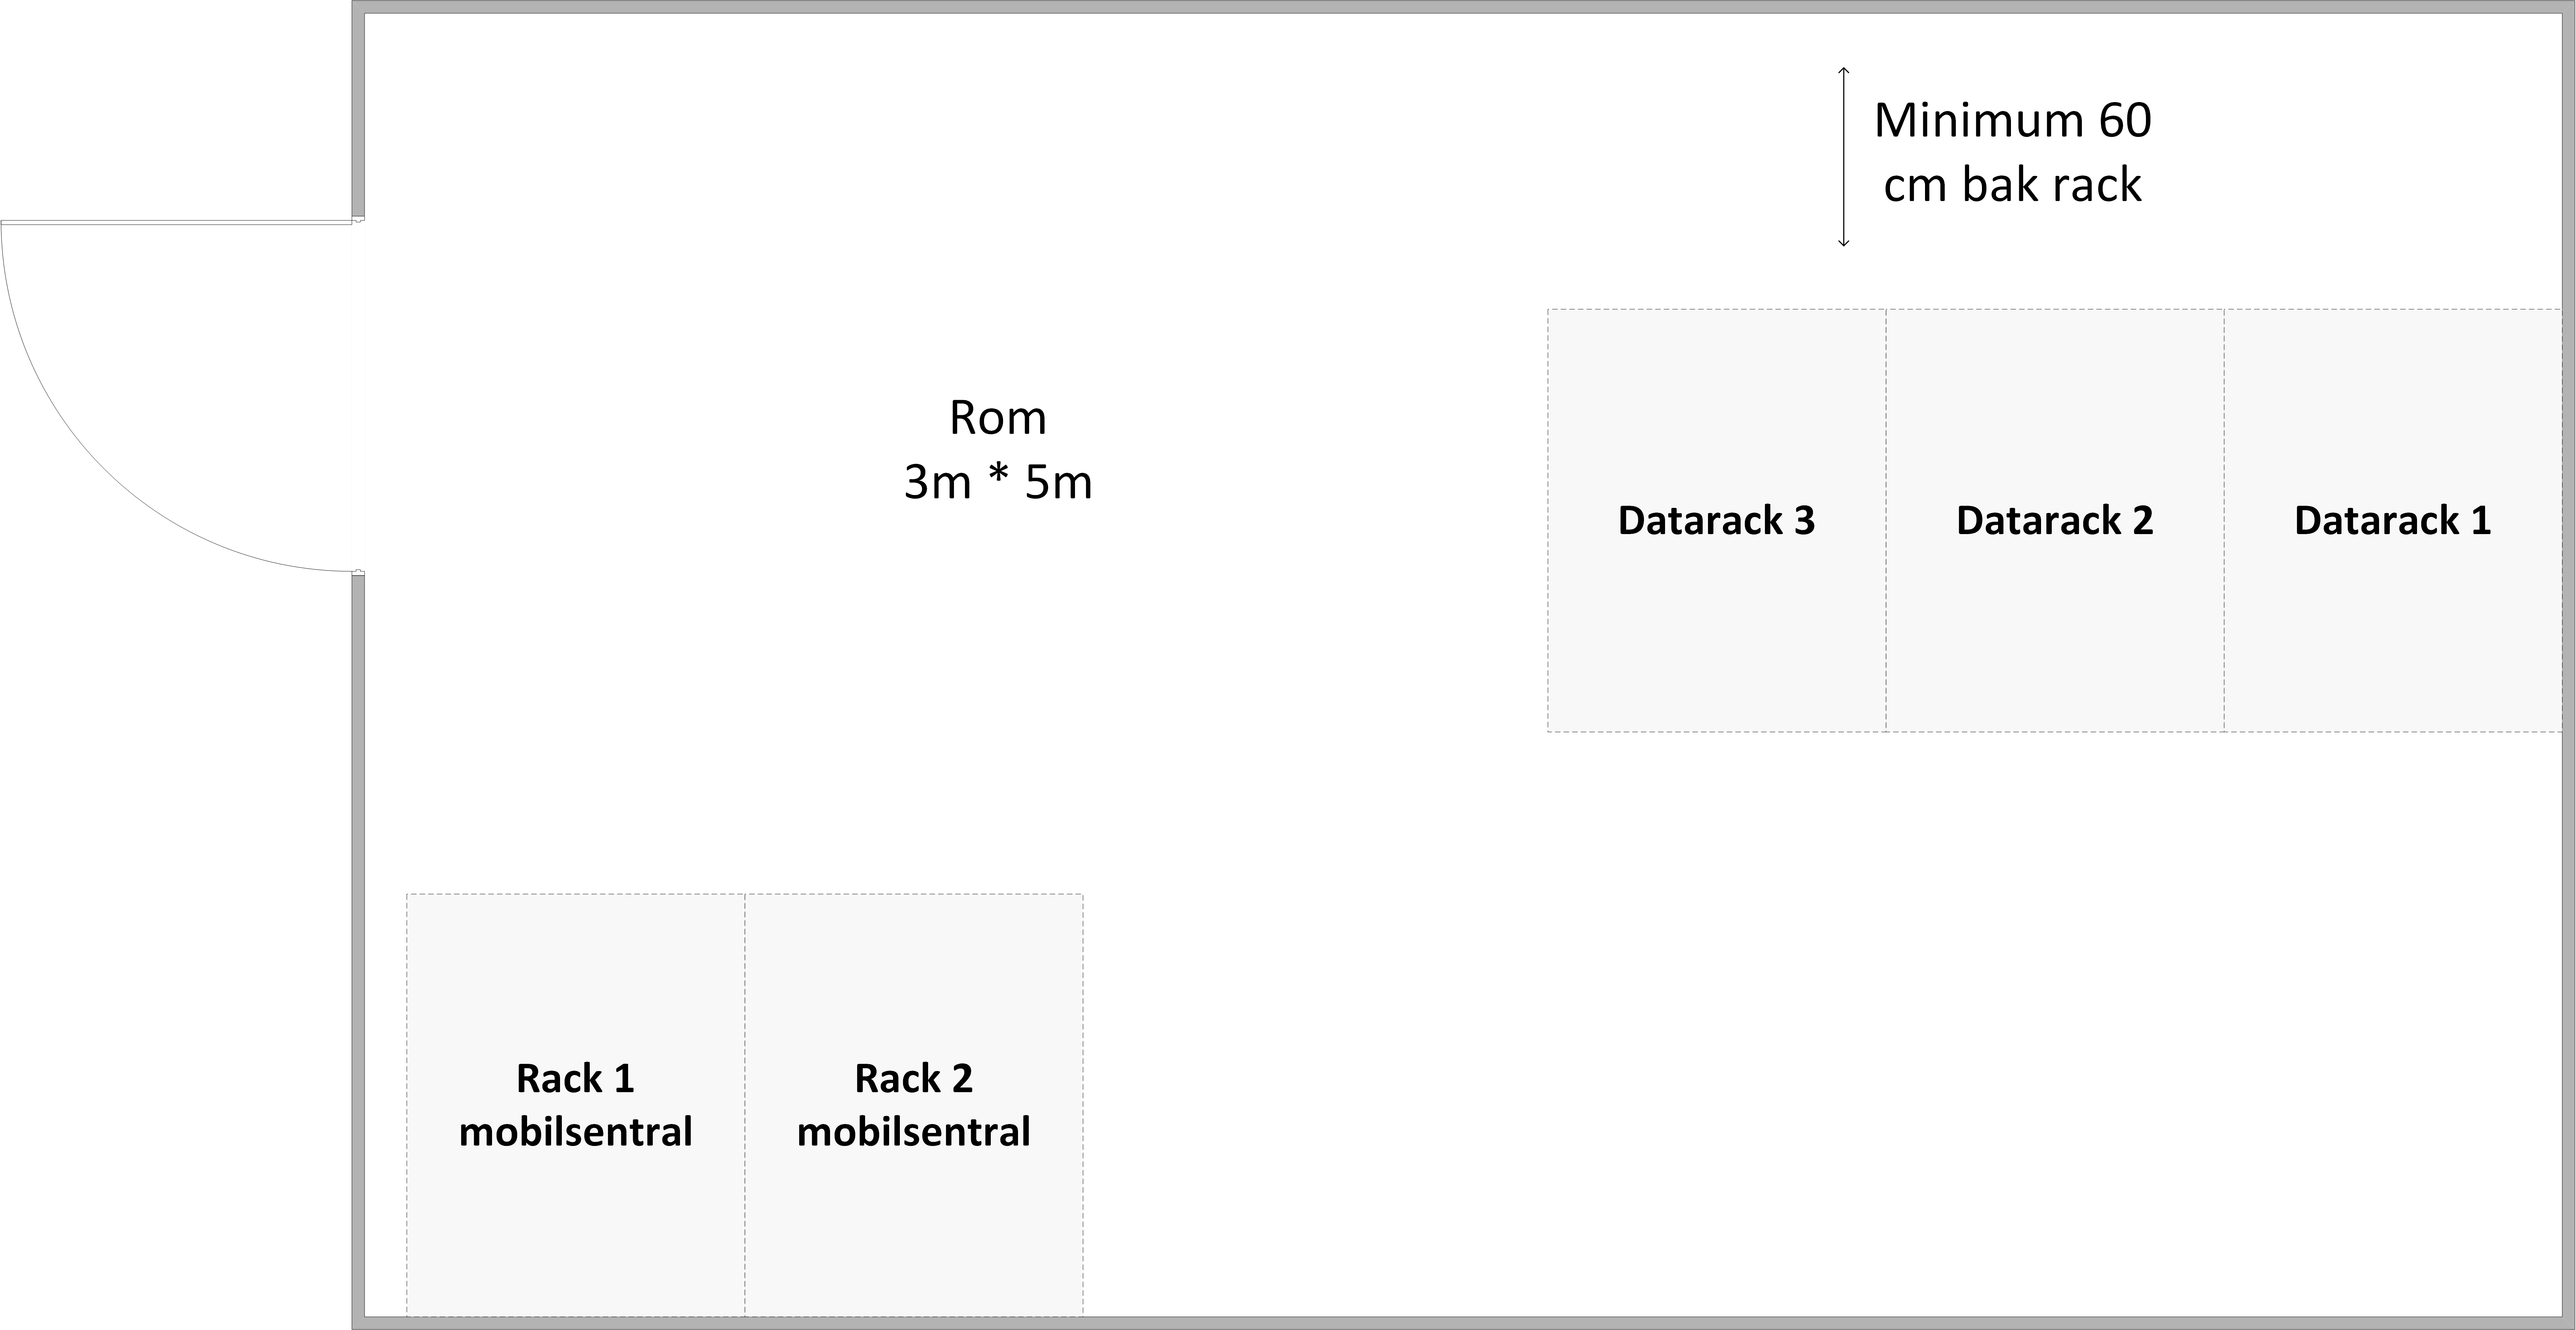 Minimum 60
cm bak rack
Rom
3m * 5m
Datarack 3
Datarack 2
Datarack 1
Rack 1
mobilsentral
Rack 2
mobilsentral